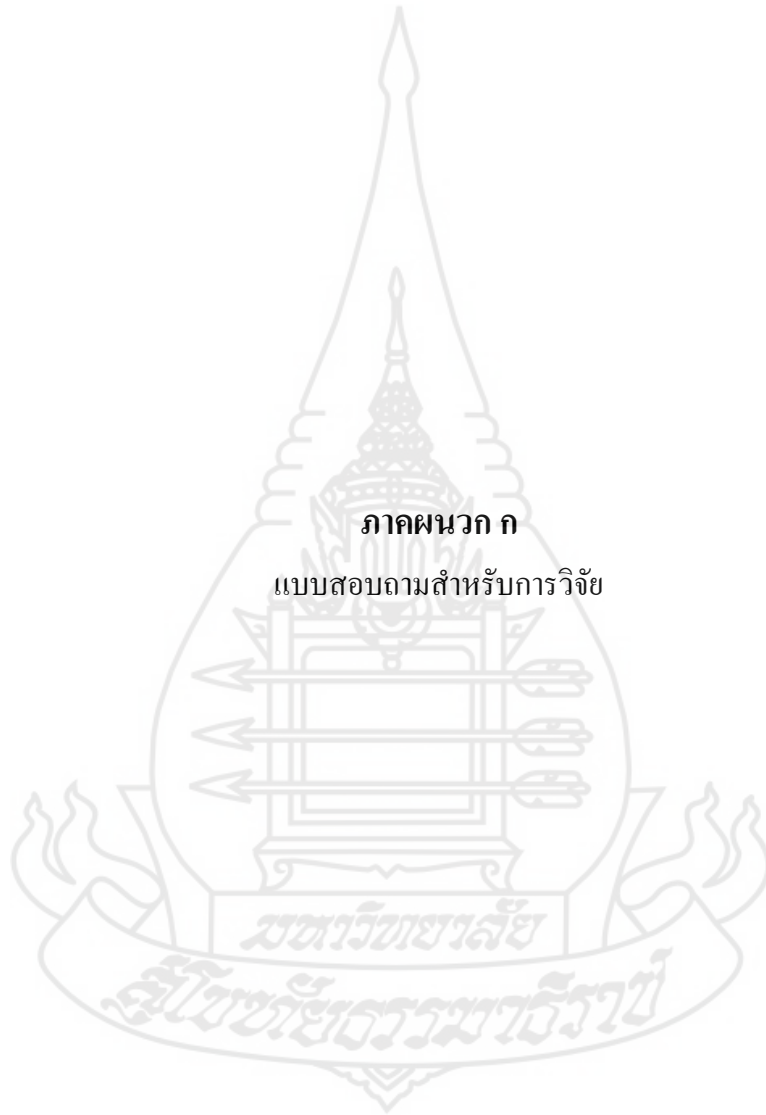 ภาคผนวก ก
แบบสอบถามสำหรับการวิจัย
มหาวิทยาลัย
สุโขทัยธรรมาธิราช